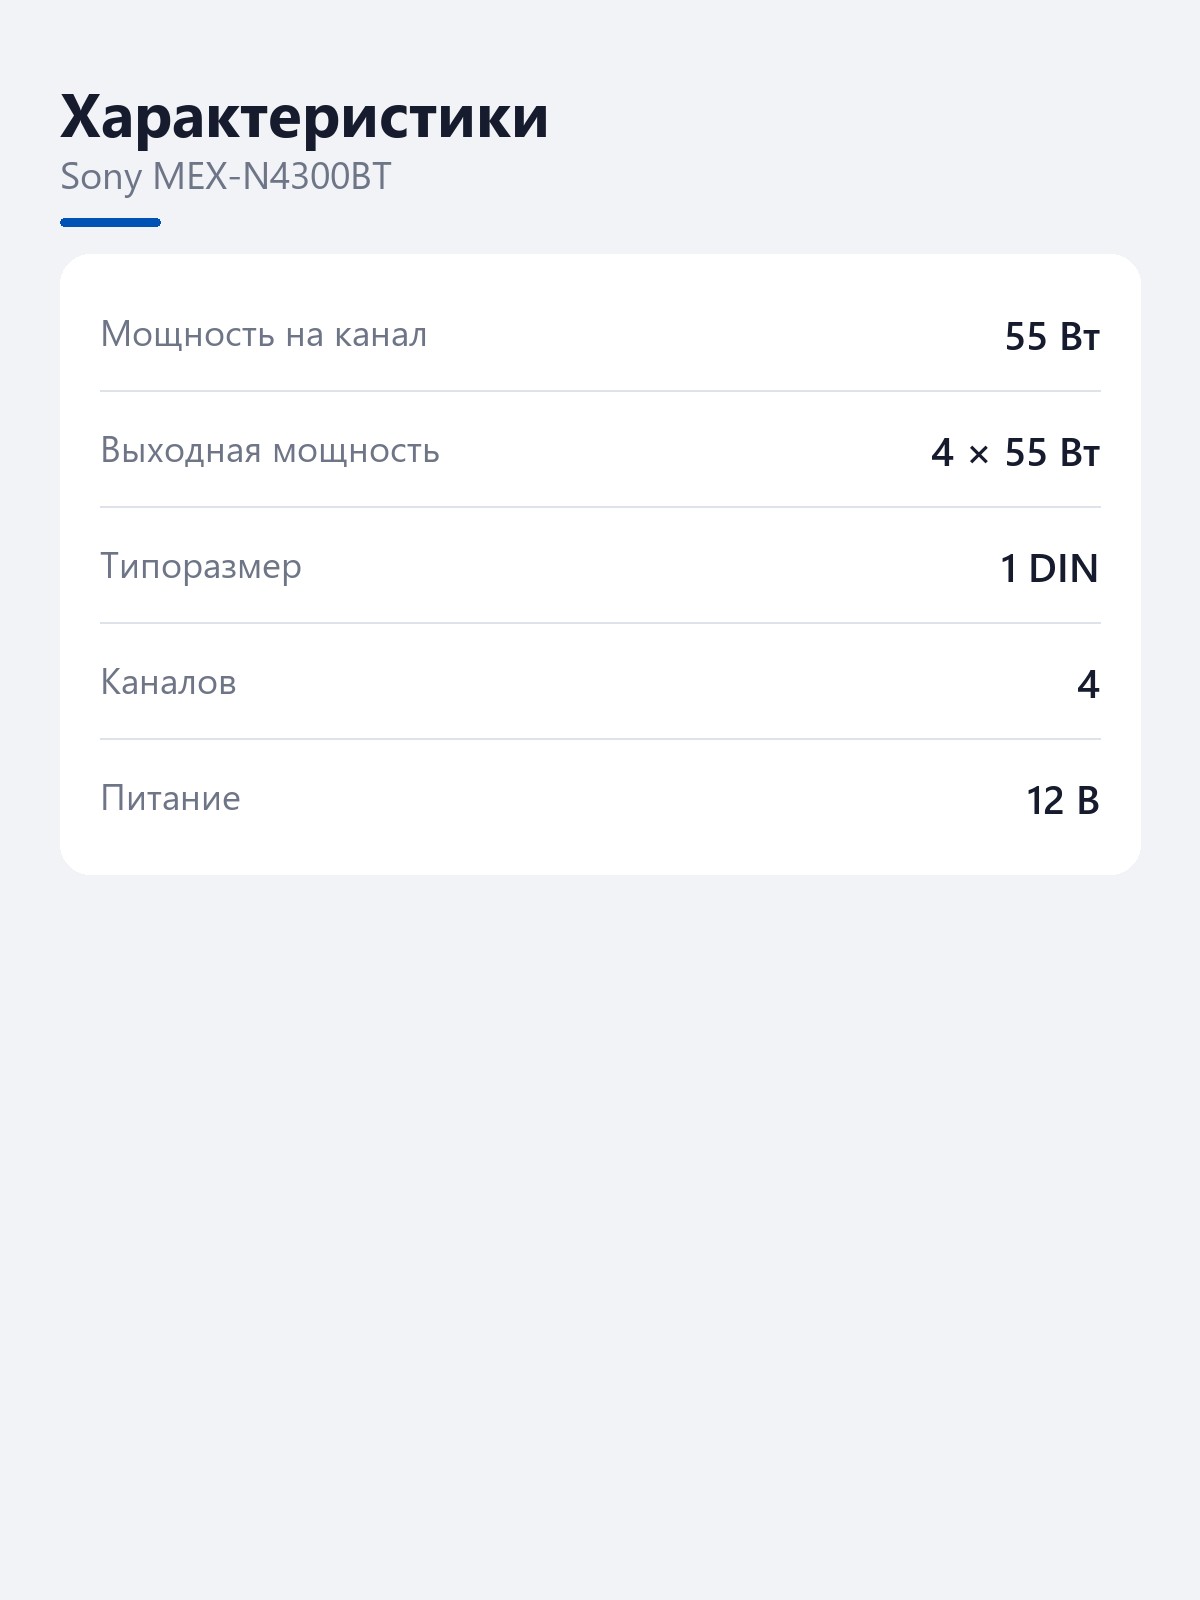 Характеристики
Sony MEX-N4300BT
Мощность на канал 55 Вт
Выходная мощность 4 × 55 Вт
Типоразмер 1 DIN
Каналов 4
Питание 12 В